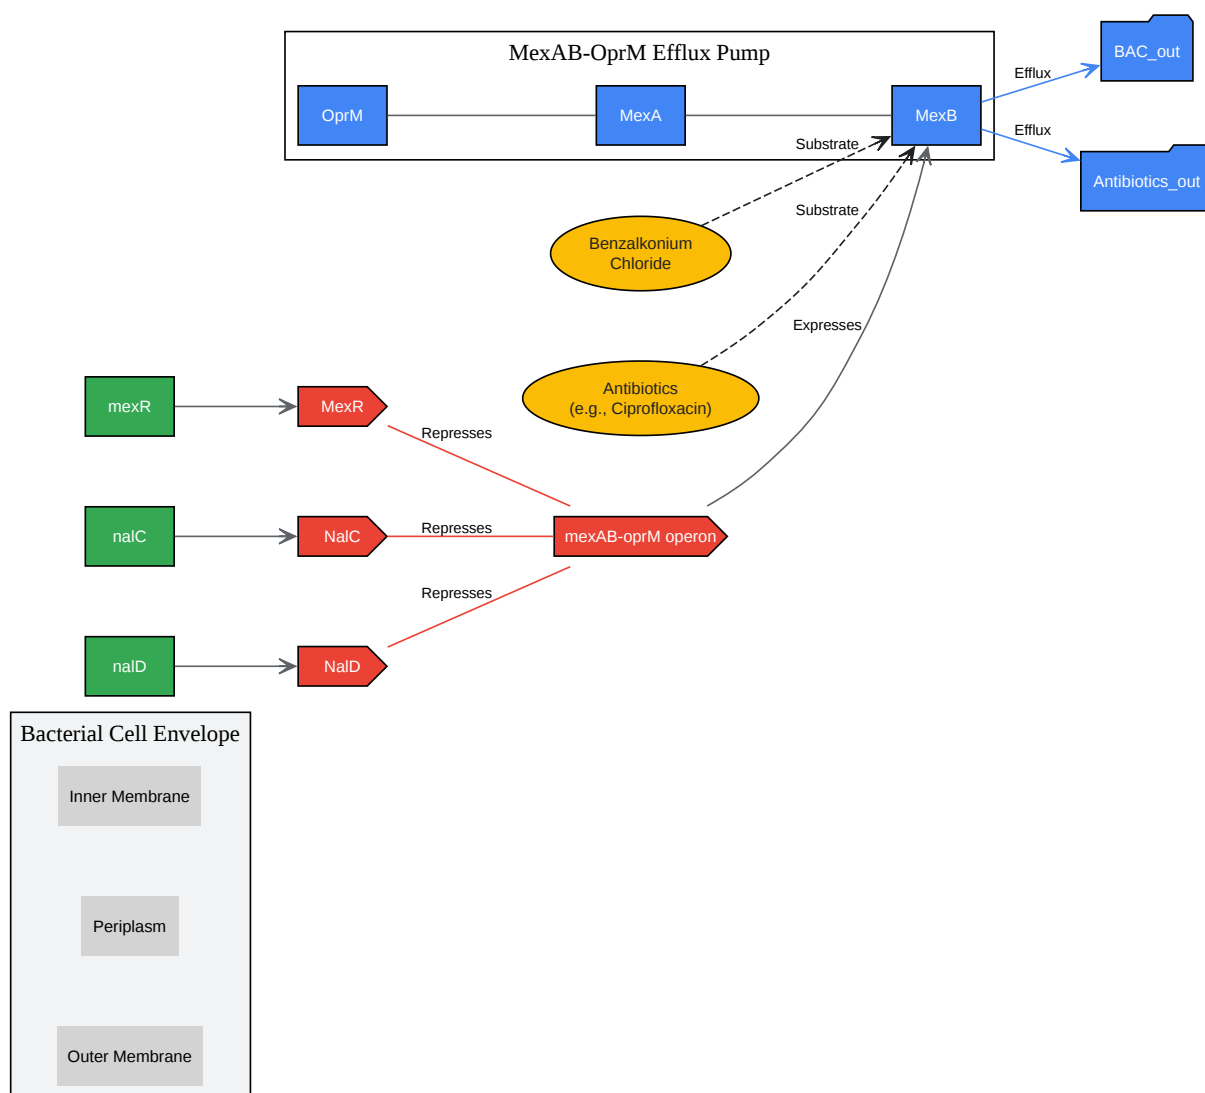 MexAB-OprM Efflux Pump
OprM
MexA
MexB
Efflux
BAC_out
Efflux
Antibiotics_out
Substrate
Substrate
Benzalkonium
Chloride
Expresses
Antibiotics
(e.g., Ciprofloxacin)
mexR
MexR
Represses
nalC
NalC
Represses
mexAB-oprM operon
Represses
nalD
NalD
Bacterial Cell Envelope
Inner Membrane
Periplasm
Outer Membrane